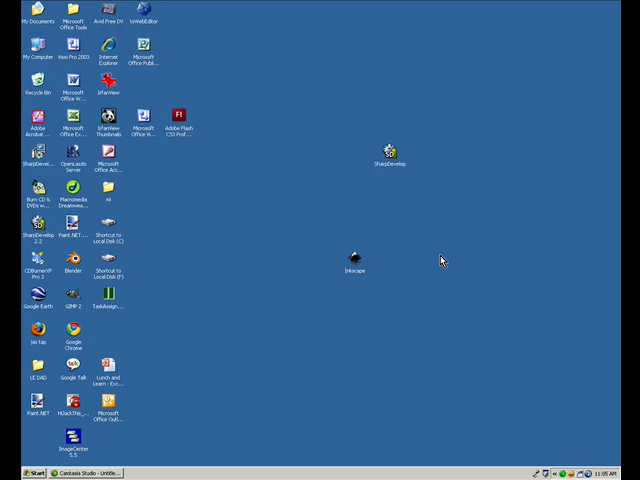 My Documents
Microsoft
Office Tools
Avid Free DV
txWebEditor
My Computer
Visio Pro 2003
Internet
Explorer
Microsoft
Office Publ...
Recycle Bin
Microsoft
Office W...
IrfanView
Adobe
Acrobat ...
Microsoft
Office Ex...
IrfanView
Thumbnails
Microsoft
Office W...
Adobe Flash
CS3 Prof...
SharpDevel...
OpenLaszlo
Server
Microsoft
Office Acc...
SharpDevelop
Burn CD &
DVDs w...
Macromedia
Dreamwea...
ml
SharpDevelop
2.2
Paint.NET...
Shortcut to
Local Disk (C)
CDBurnerXP
Pro 3
Blender
Shortcut to
Local Disk (F)
Inkscape
Google Earth
GIMP 2
TaskAssign...
jas tap
Google
Chrome
LE DAD
Google Talk
Lunch and
Learn - Exc...
Paint.NET
HiJackThis_...
Microsoft
Office Outl...
ImageCenter
5.5
Start
Camtasia Studio - Untitle...
11:05 AM